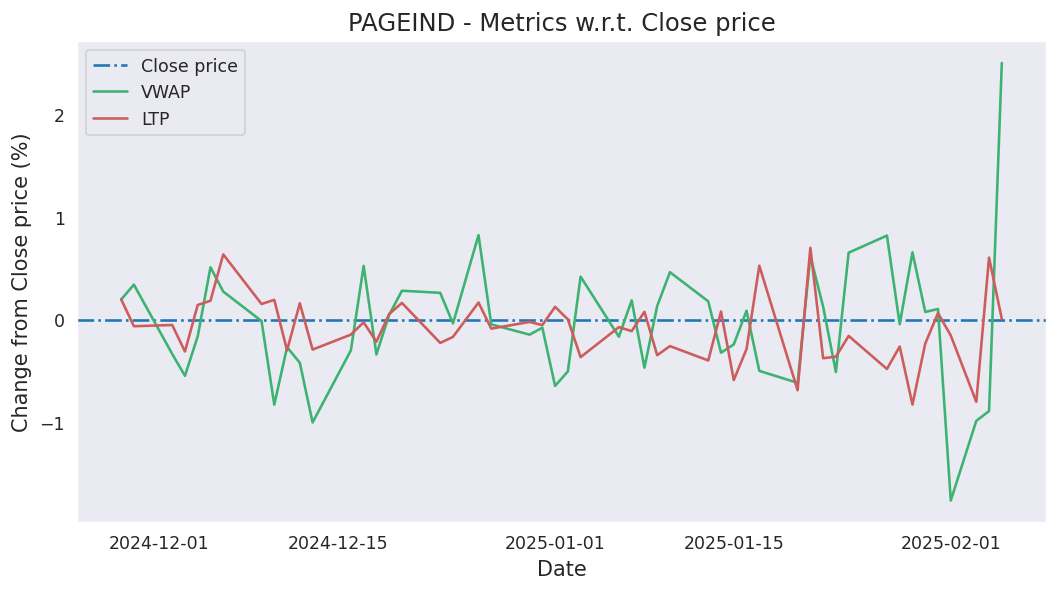 PAGEIND - Metrics w.r.t. Close price
Close price
VWAP
LTP
Change from Close price (%)
2
1
0
−1
2024-12-01
2024-12-15
2025-01-01
2025-01-15
2025-02-01
Date